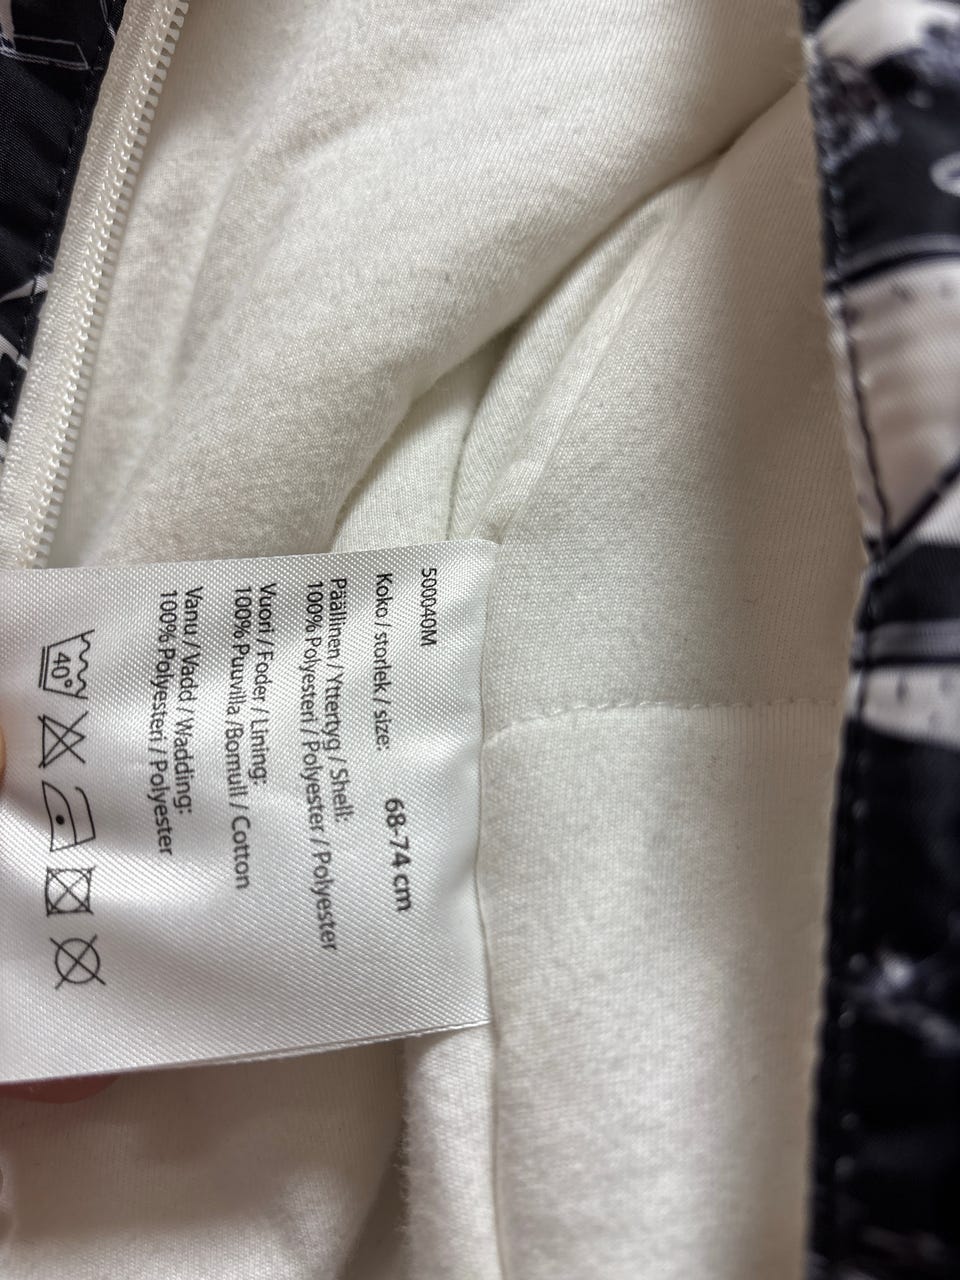 500040M
Koko / storlek / size: 68-74 cm
Päällinen / Yttertyg / Shell:
100% Polyesteri / Polyester / Polyester
Vuori / Foder / Lining:
100% Puuvilla /Bomull / Cotton
Vanu / Vadd / Wadding:
100% Polyesteri / Polyester
40°